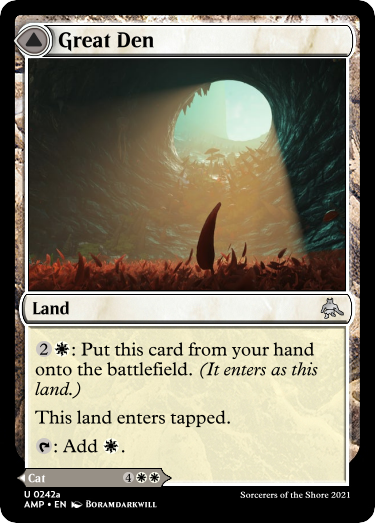 Great Den
Land
2 : Put this card from your hand
onto the battlefield. (It enters as this
land.)
This land enters tapped.
: Add .
Cat 4
U 0242a
AMP • EN BORAMDARKWILL
Sorcerers of the Shore 2021